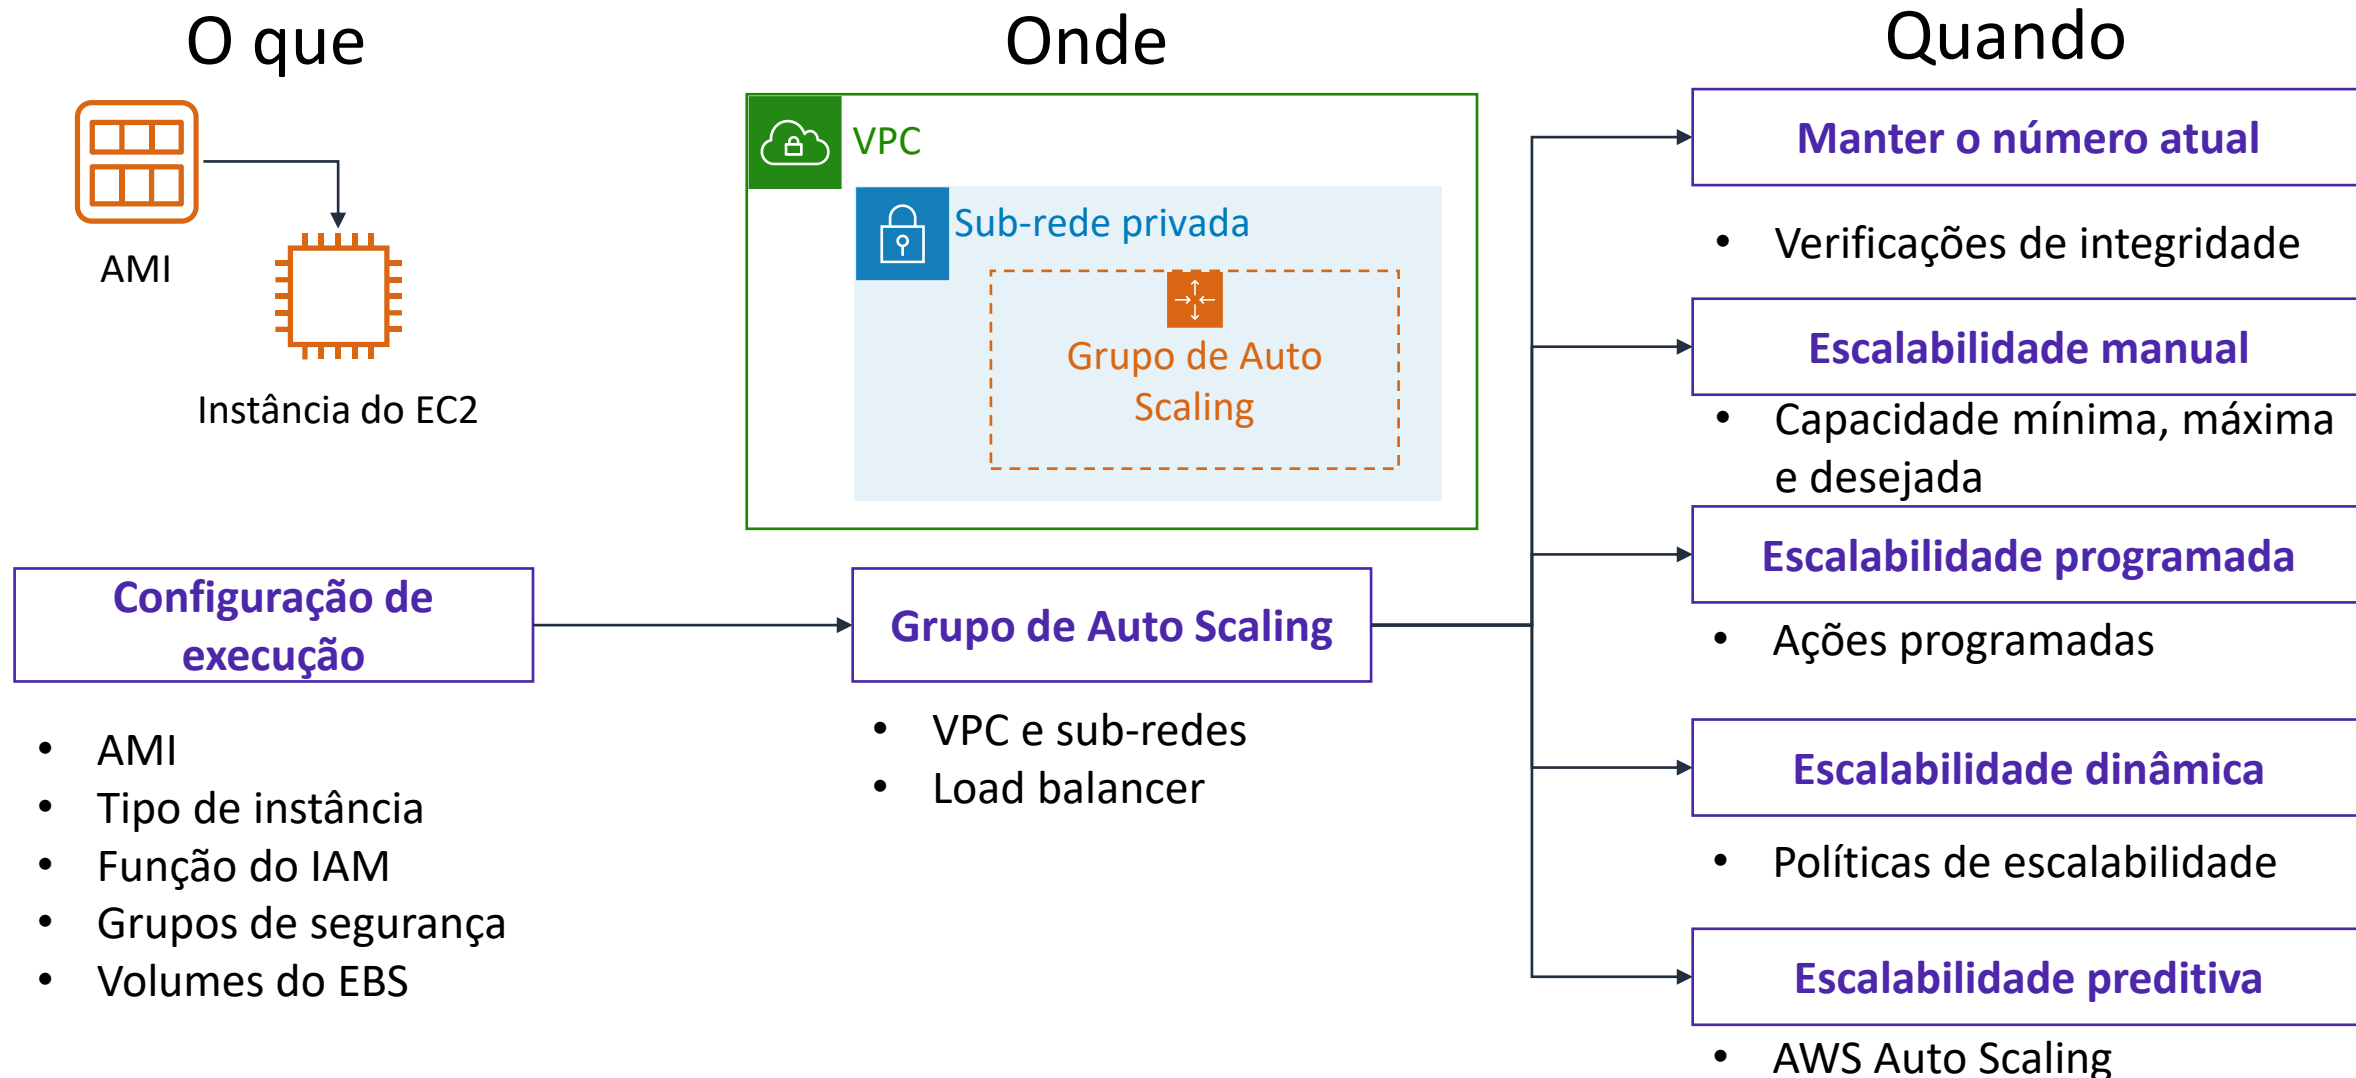 O que
AMI
Instância do EC2
Configuração de
execução
• AMI
• Tipo de instância
• Função do IAM
• Grupos de segurança
• Volumes do EBS
Onde
VPC
Sub-rede privada
Grupo de Auto
Scaling
Grupo de Auto Scaling
• VPC e sub-redes
• Load balancer
Quando
Manter o número atual
• Verificações de integridade
Escalabilidade manual
• Capacidade mínima, máxima
e desejada
Escalabilidade programada
• Ações programadas
Escalabilidade dinâmica
• Políticas de escalabilidade
Escalabilidade preditiva
• AWS Auto Scaling